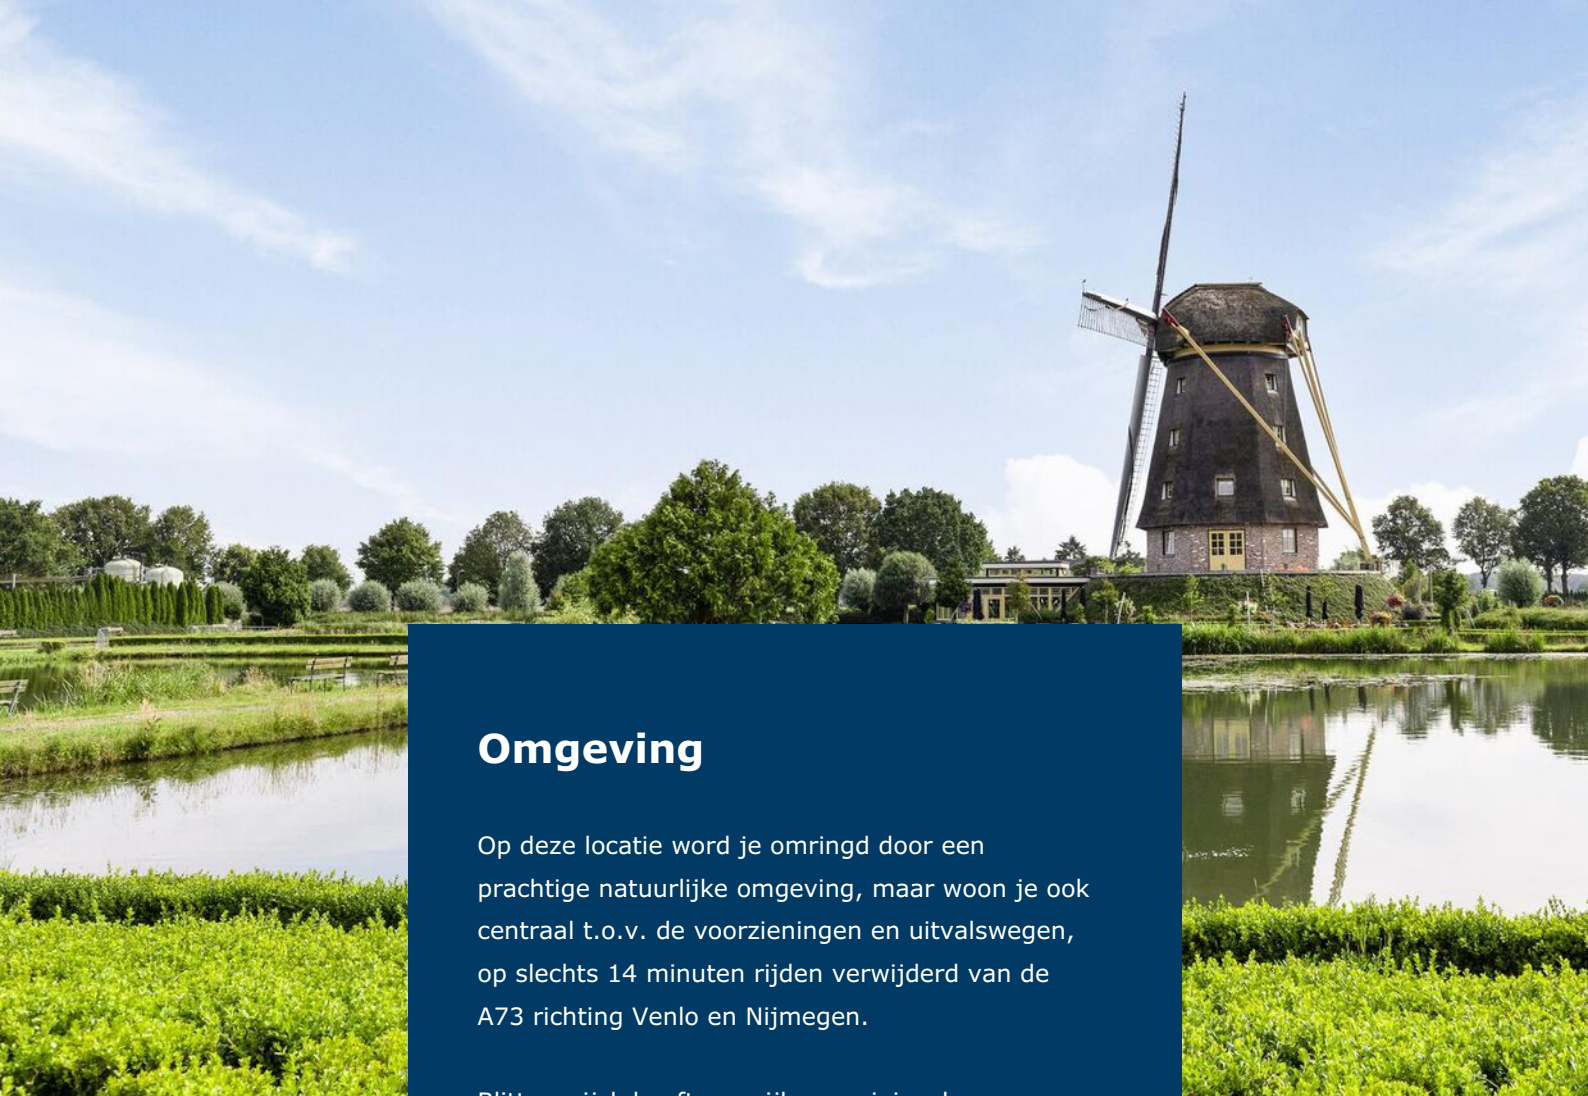 Omgeving
Op deze locatie word je omringd door een
prachtige natuurlijke omgeving, maar woon je ook
centraal t.o.v. de voorzieningen en uitvalswegen,
op slechts 14 minuten rijden verwijderd van de
A73 richting Venlo en Nijmegen.